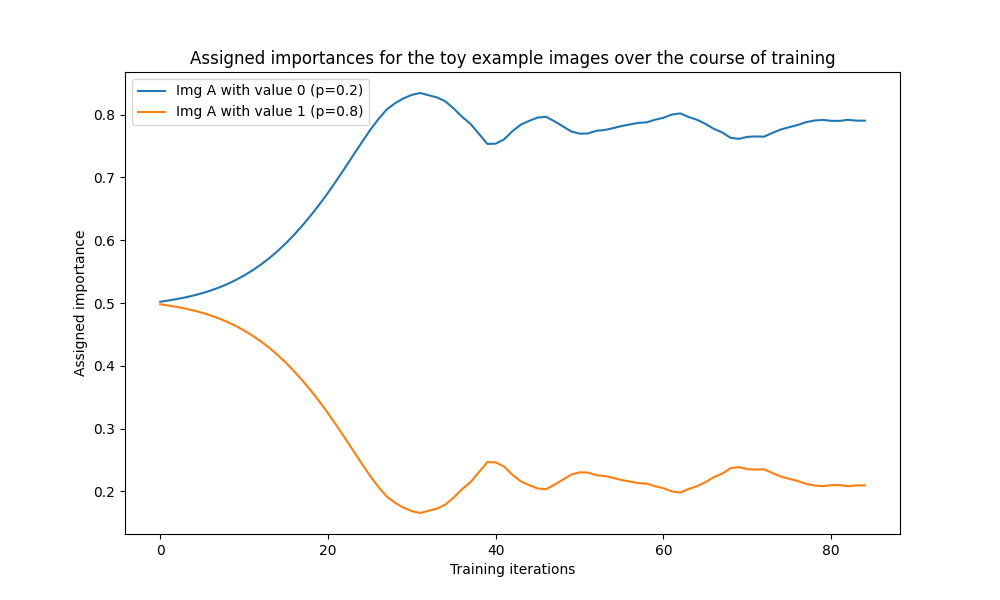 Assigned importances for the toy example images over the course of training
Img A with value 0 (p=0.2)
Img A with value 1 (p=0.8)
Assigned importance
0.8
0.7
0.6
0.5
0.4
0.3
0.2
0 20 40 60 80
Training iterations